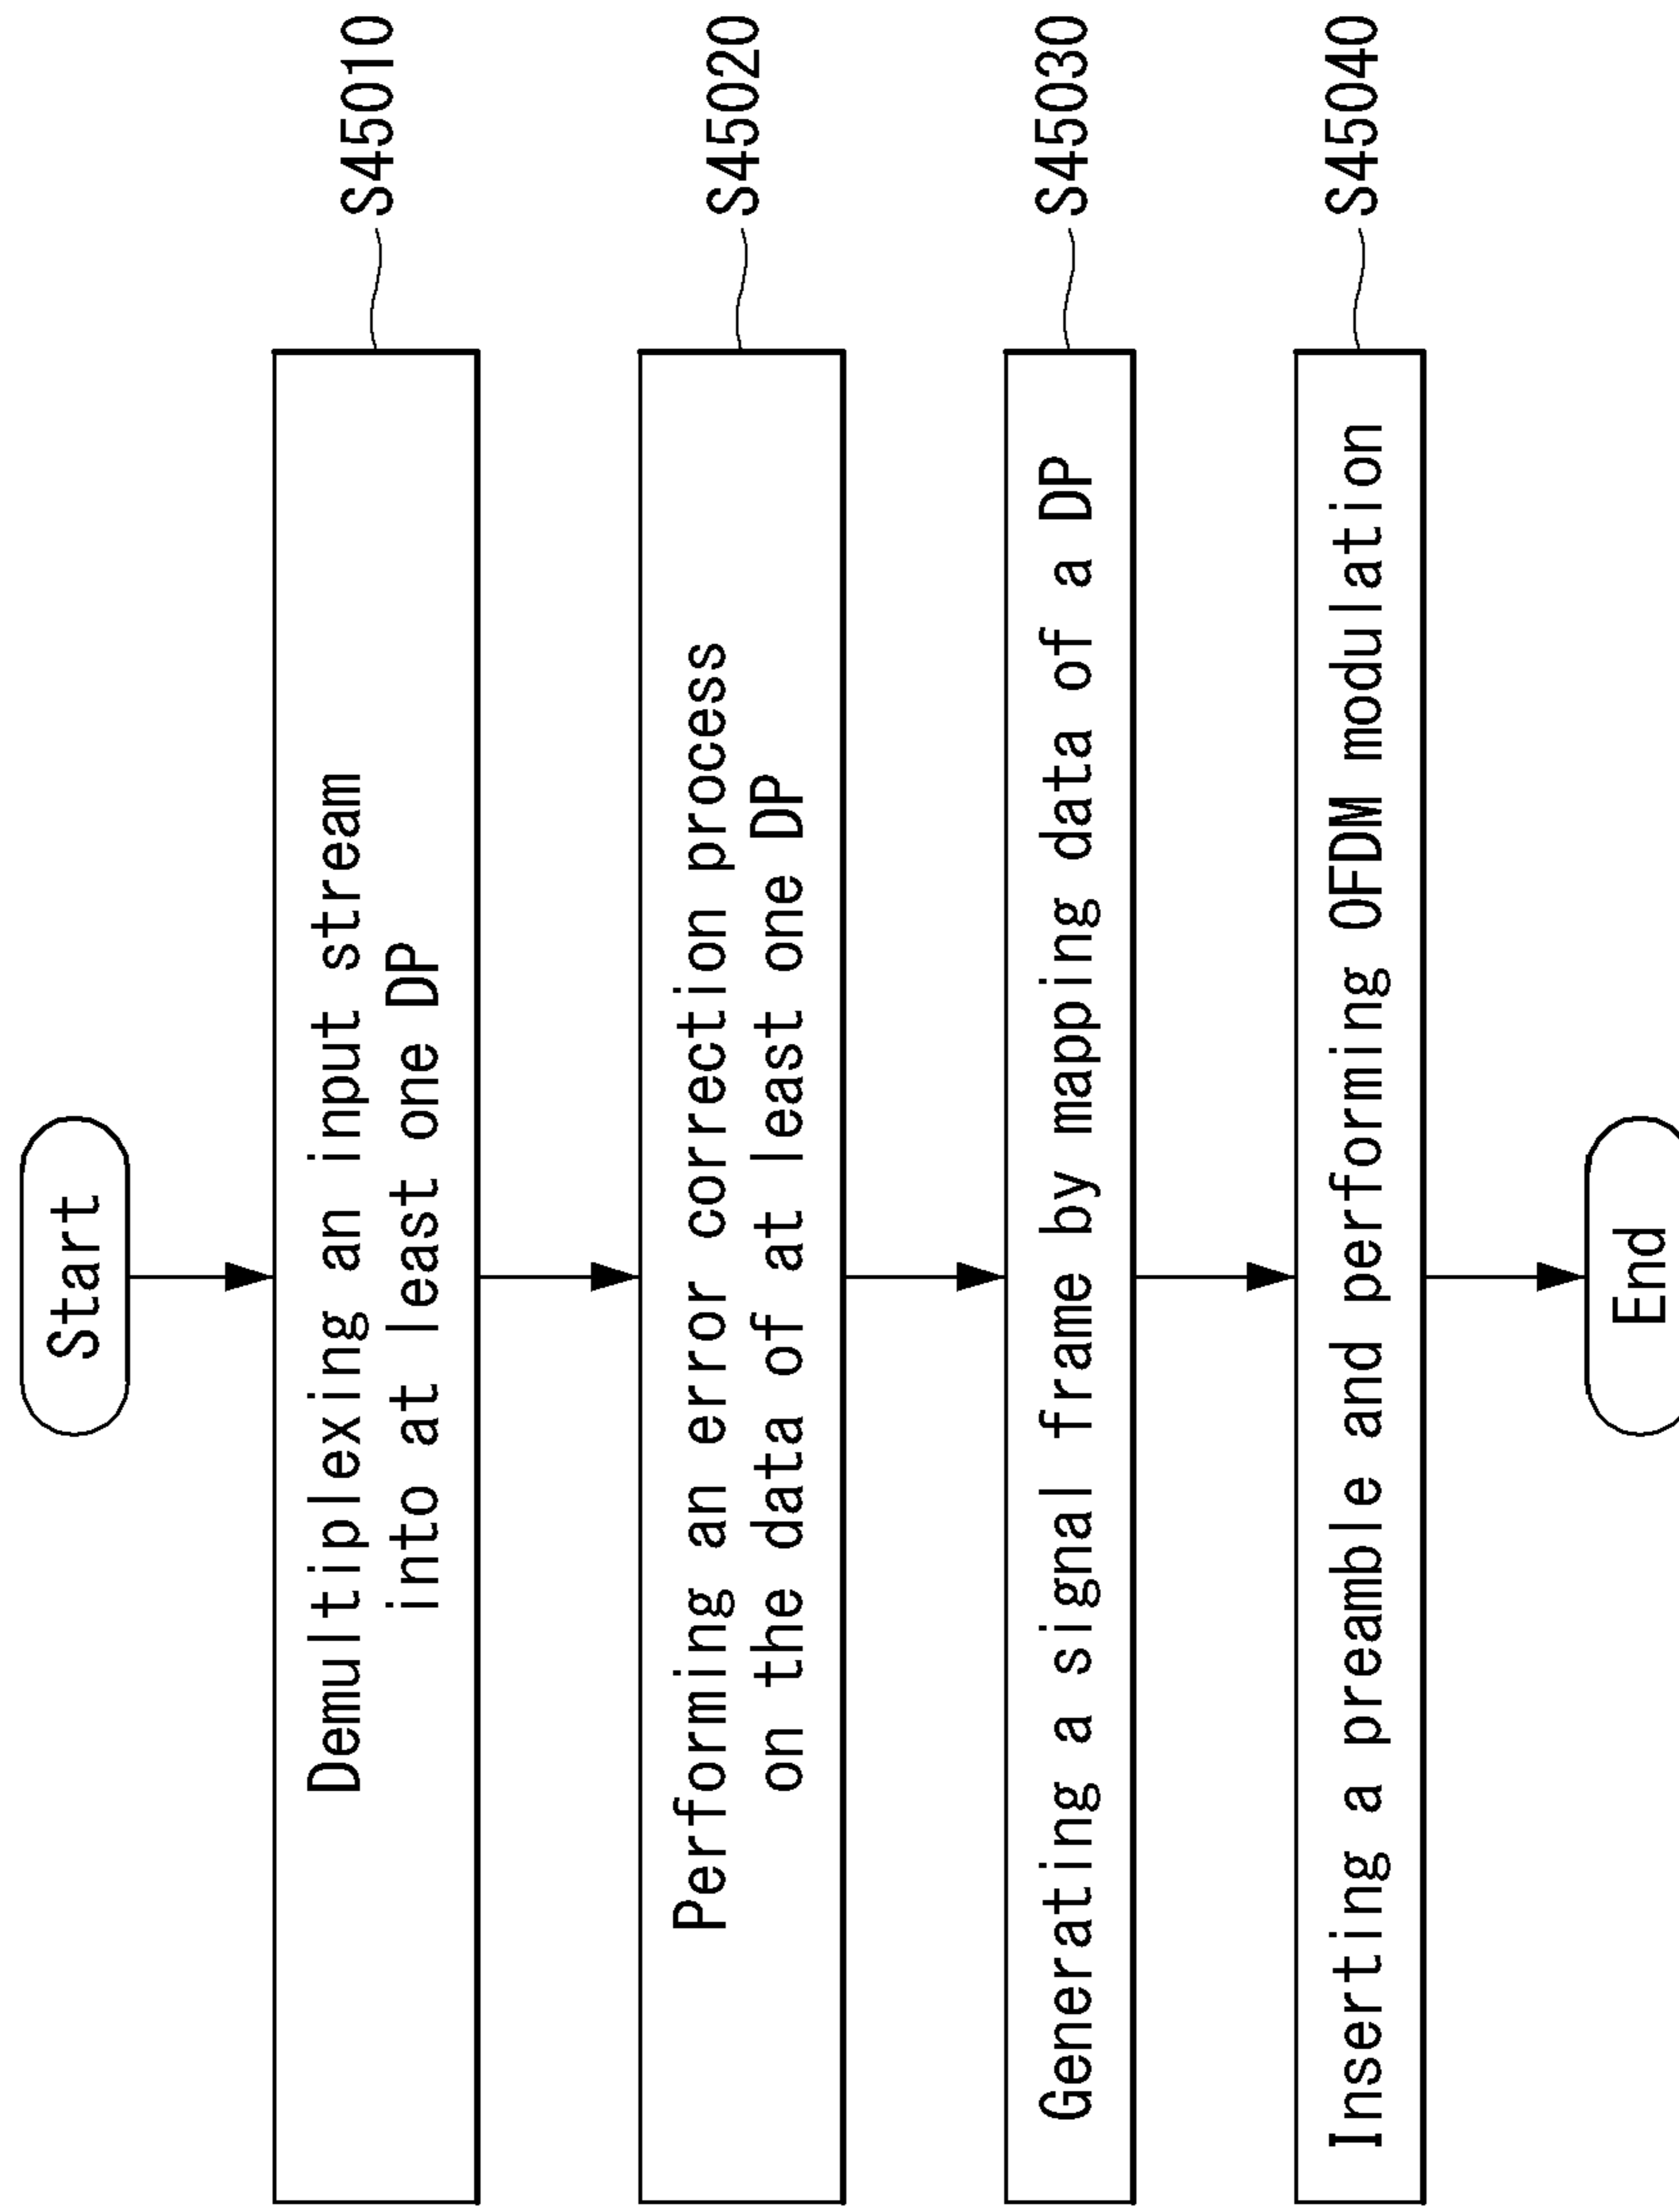 Start
Demultiplexing an input stream
into at least one DP
S45010
Performing an error correction process
on the data of at least one DP
S45020
Generating a signal frame by mapping data of a DP
S45030
Inserting a preamble and performing OFDM modulation
S45040
End